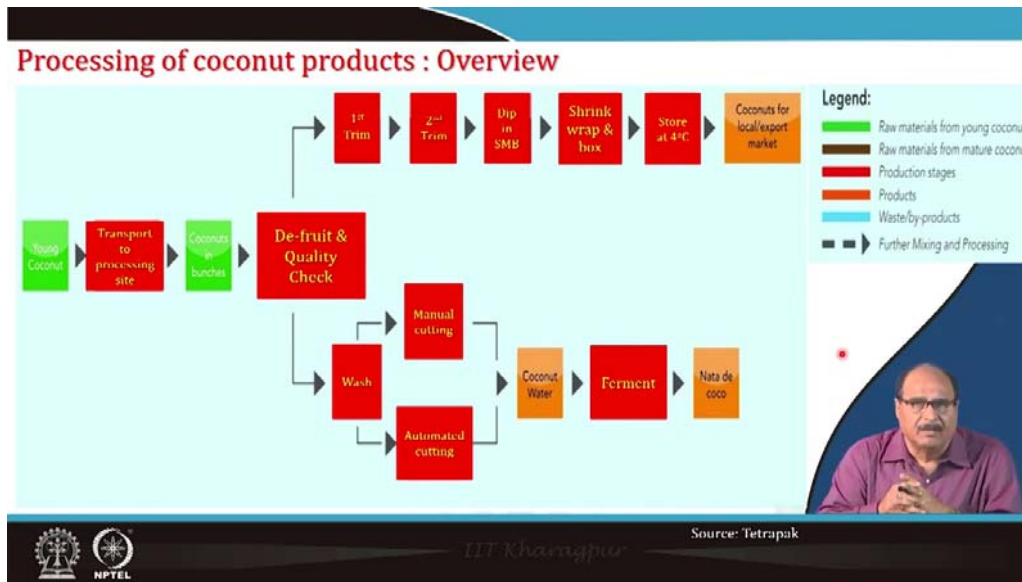 Processing of coconut products : Overview
1st
Trim
2nd
Trim
Dip
in
SMB
Shrink
wrap &
box
Store
at 4°C
Coconuts for
local/export
market
Legend:
Raw materials from young coconu
Raw materials from mature coconu
Production stages
Products
Waste/by-products
Further Mixing and Processing
Young
Coconut
Transport
to
processing
site
Coconuts
in
bunches
De-fruit &
Quality
Check
Manual
cutting
Wash
Automated
cutting
Coconut
Water
Ferment
Nata de
coco
Source: Tetrapak
IIT Kharagpur
NPTEL